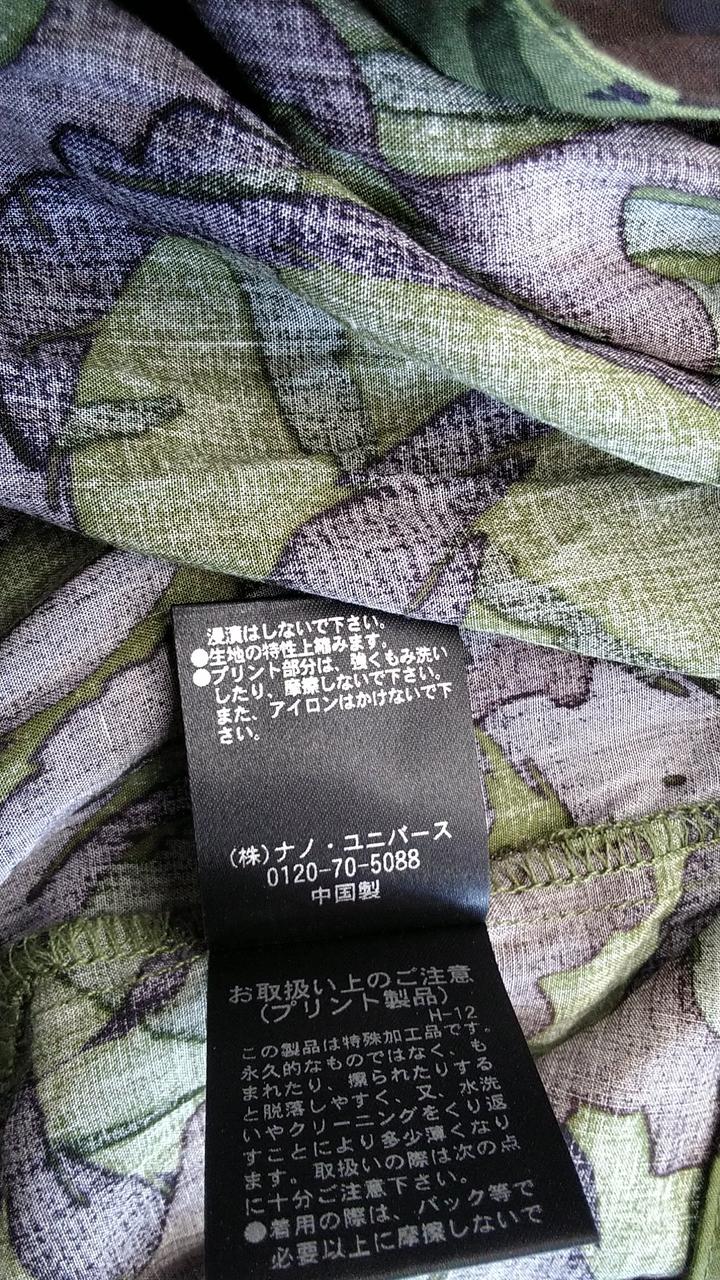 浸漬はしないで下さい。
●生地の特性上縮みます。
●プリント部分は、強くもみ洗い
したり、摩擦しないで下さい。
また、アイロンはかけないで下
さい。
(株)ナノ・ユニバース
0120-70-5088
中国製
お取扱い上のご注意
(プリント製品)
H-12
この製品は特殊加工品です。
永久的なものではなく、も
まれたり、擦られたりする
と脱落しやすく、又、水洗
いやクリーニングをくり返
すことにより多少薄くなり
ます。取扱いの際は次の点
に十分ご注意下さい。
●着用の際は、バック等で
必要以上に摩擦しないで